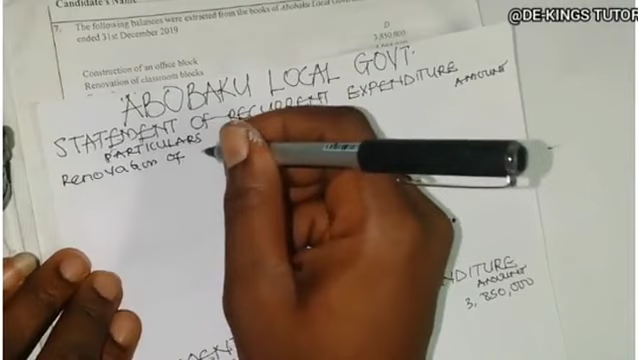 Candidate's Name
@DE-KINGS TUTOR
7. The following balances were extracted from the books of Abobaku Local Gov
ended 31st December 2019
D
Construction of an office block 3,850,000
Renovation of classroom blocks
ABOBAKU LOCAL GOVT.
STATEMENT OF RECURRENT EXPENDITURE
PARTICULARS AMOUNT
Renovation of
NDITURE
AMOUNT
3,850,000